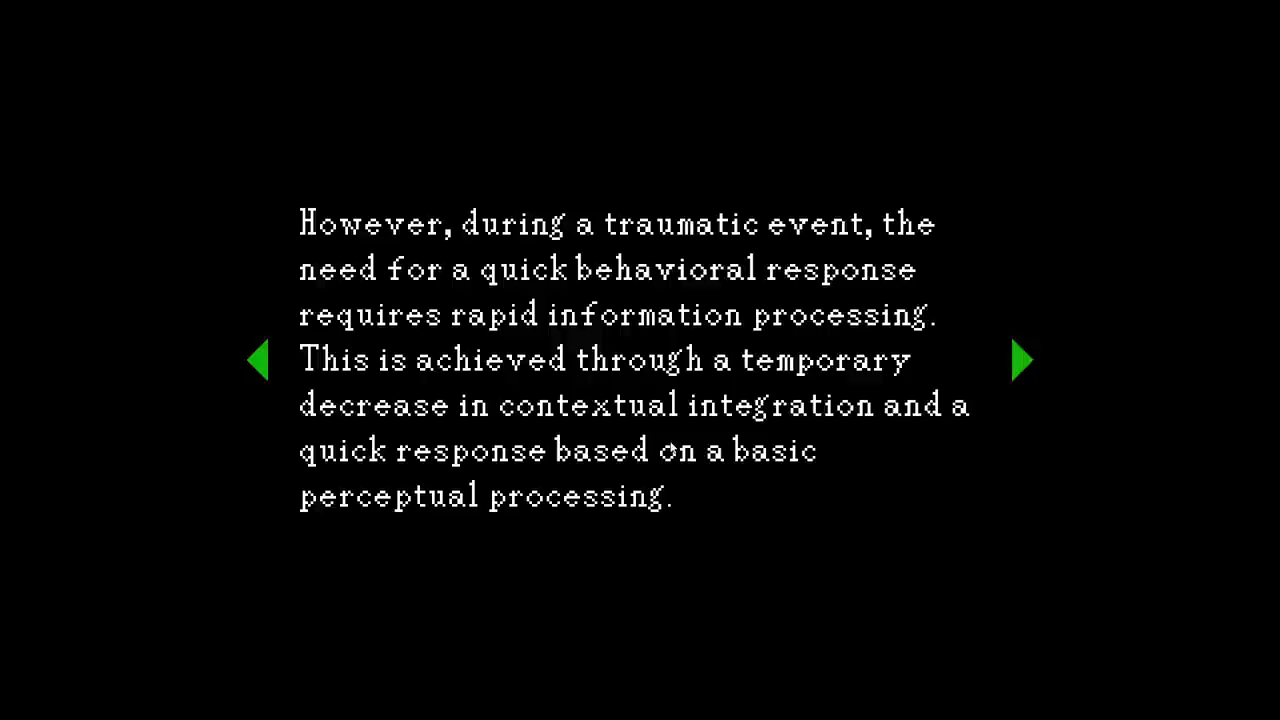 However, during a traumatic event, the
need for a quick behavioral response
requires rapid information processing.
This is achieved through a temporary
decrease in contextual integration and a
quick response based on a basic
perceptual processing.